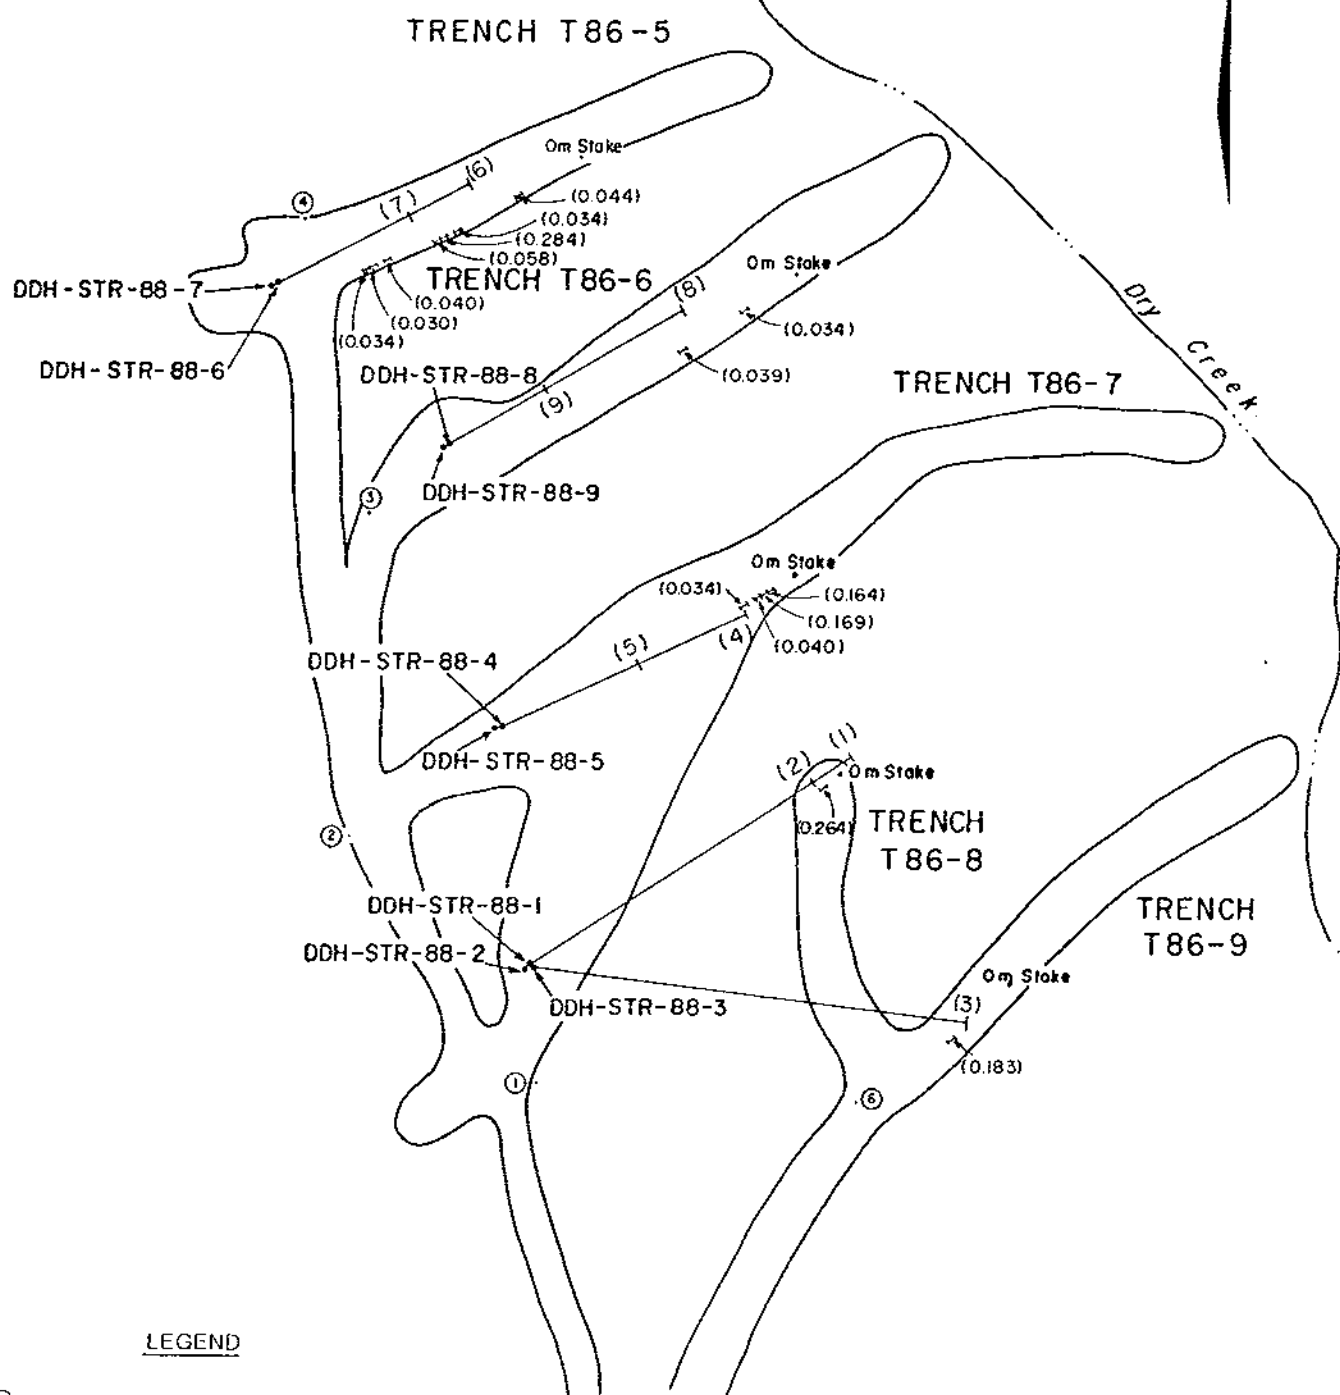 TRENCH T86-5
Om Stake
(6)
④
(7)
(0.044)
(0.034)
(0.284)
(0.058)
Om Stake
TRENCH T86-6
DDH-STR-88-7
(8)
(0.040)
(0.030)
(0.034)
(0.034)
Dry Creek
DDH-STR-88-6
DDH-STR-88-8
(0.039)
TRENCH T86-7
(9)
③
DDH-STR-88-9
Om Stake
(0.034)
(0.164)
(0.169)
(0.040)
(4)
(5)
DDH-STR-88-4
DDH-STR-88-5
(1)
(2)
Om Stake
(0.264)
TRENCH
T86-8
②
DDH-STR-88-1
TRENCH
T86-9
DDH-STR-88-2
Om Stake
(3)
DDH-STR-88-3
(0.183)
①
⑥
LEGEND